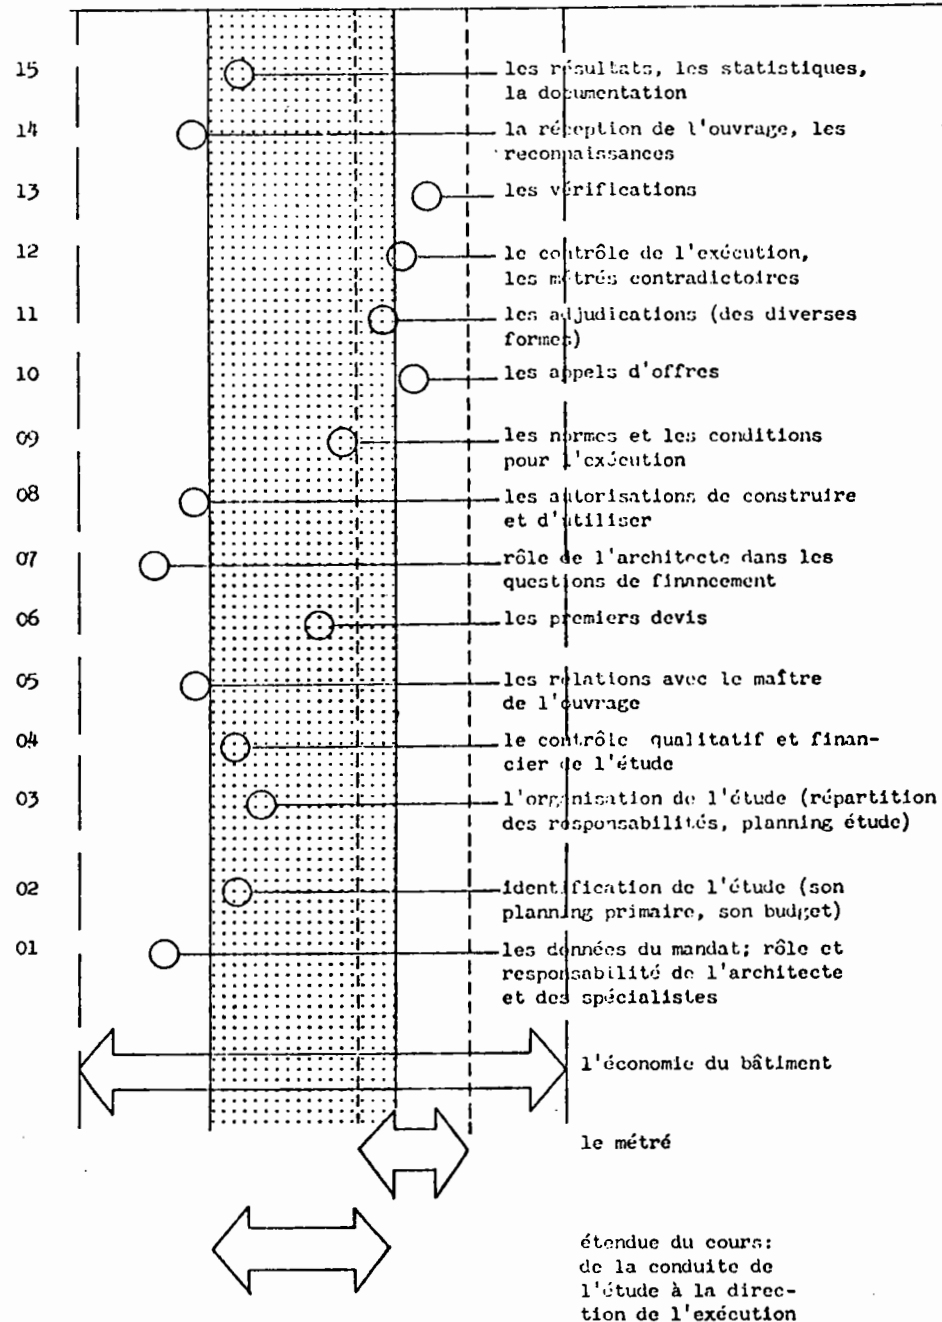 15 les résultats, les statistiques,
la documentation
14 la réception de l'ouvrage, les
reconnaissances
13 les vérifications
12 le contrôle de l'exécution,
les métrés contradictoires
11 les adjudications (des diverses
formes)
10 les appels d'offres
09 les normes et les conditions
pour l'exécution
08 les autorisations de construire
et d'utiliser
07 rôle de l'architecte dans les
questions de financement
06 les premiers devis
05 les relations avec le maître
de l'ouvrage
04 le contrôle qualitatif et finan-
cier de l'étude
03 l'organisation de l'étude (répartition
des responsabilités, planning étude)
02 identification de l'étude (son
planning primaire, son budget)
01 les données du mandat; rôle et
responsabilité de l'architecte
et des spécialistes
l'économie du bâtiment
le métré
étendue du cours:
de la conduite de
l'étude à la direc-
tion de l'exécution